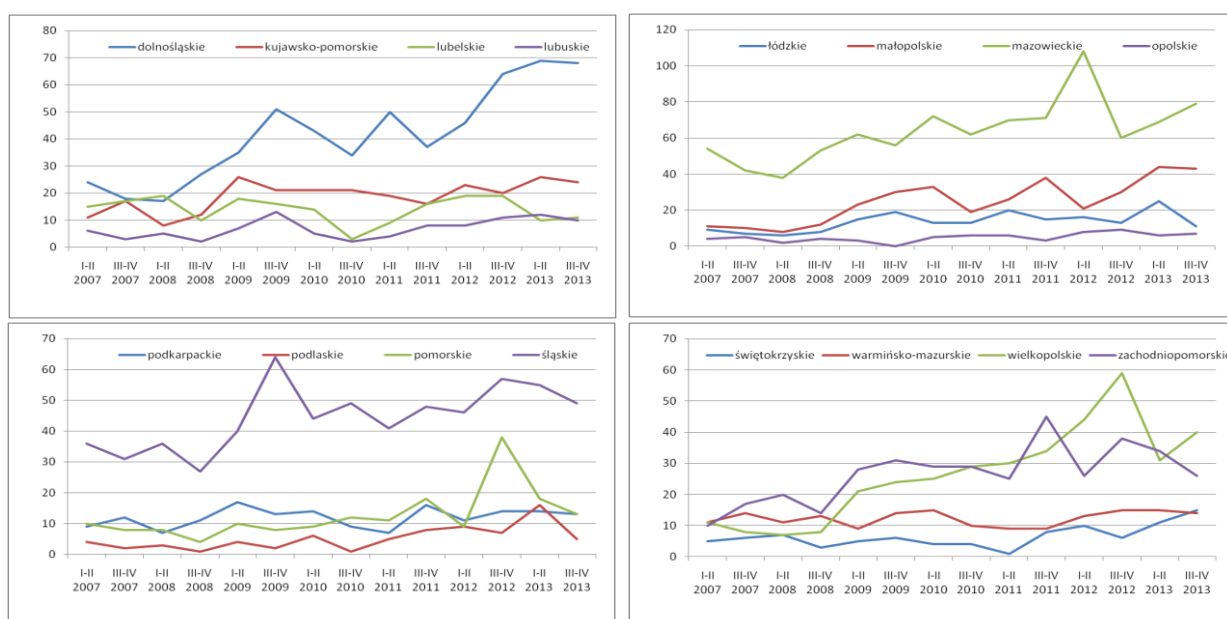 dolnośląskie kujawsko-pomorskie lubelskie lubuskie
80
70
60
50
40
30
20
10
0
I-II III-IV I-II III-IV I-II III-IV I-II III-IV I-II III-IV I-II III-IV I-II III-IV
2007 2007 2008 2008 2009 2009 2010 2010 2011 2011 2012 2012 2013 2013
łódzkie małopolskie mazowieckie opolskie
120
100
80
60
40
20
0
I-II III-IV I-II III-IV I-II III-IV I-II III-IV I-II III-IV I-II III-IV I-II III-IV
2007 2007 2008 2008 2009 2009 2010 2010 2011 2011 2012 2012 2013 2013
podkarpackie podlaskie pomorskie śląskie
70
60
50
40
30
20
10
0
I-II III-IV I-II III-IV I-II III-IV I-II III-IV I-II III-IV I-II III-IV I-II III-IV
2007 2007 2008 2008 2009 2009 2010 2010 2011 2011 2012 2012 2013 2013
świętokrzyskie warmińsko-mazurskie wielkopolskie zachodniopomorskie
70
60
50
40
30
20
10
0
I-II III-IV I-II III-IV I-II III-IV I-II III-IV I-II III-IV I-II III-IV I-II III-IV
2007 2007 2008 2008 2009 2009 2010 2010 2011 2011 2012 2012 2013 2013